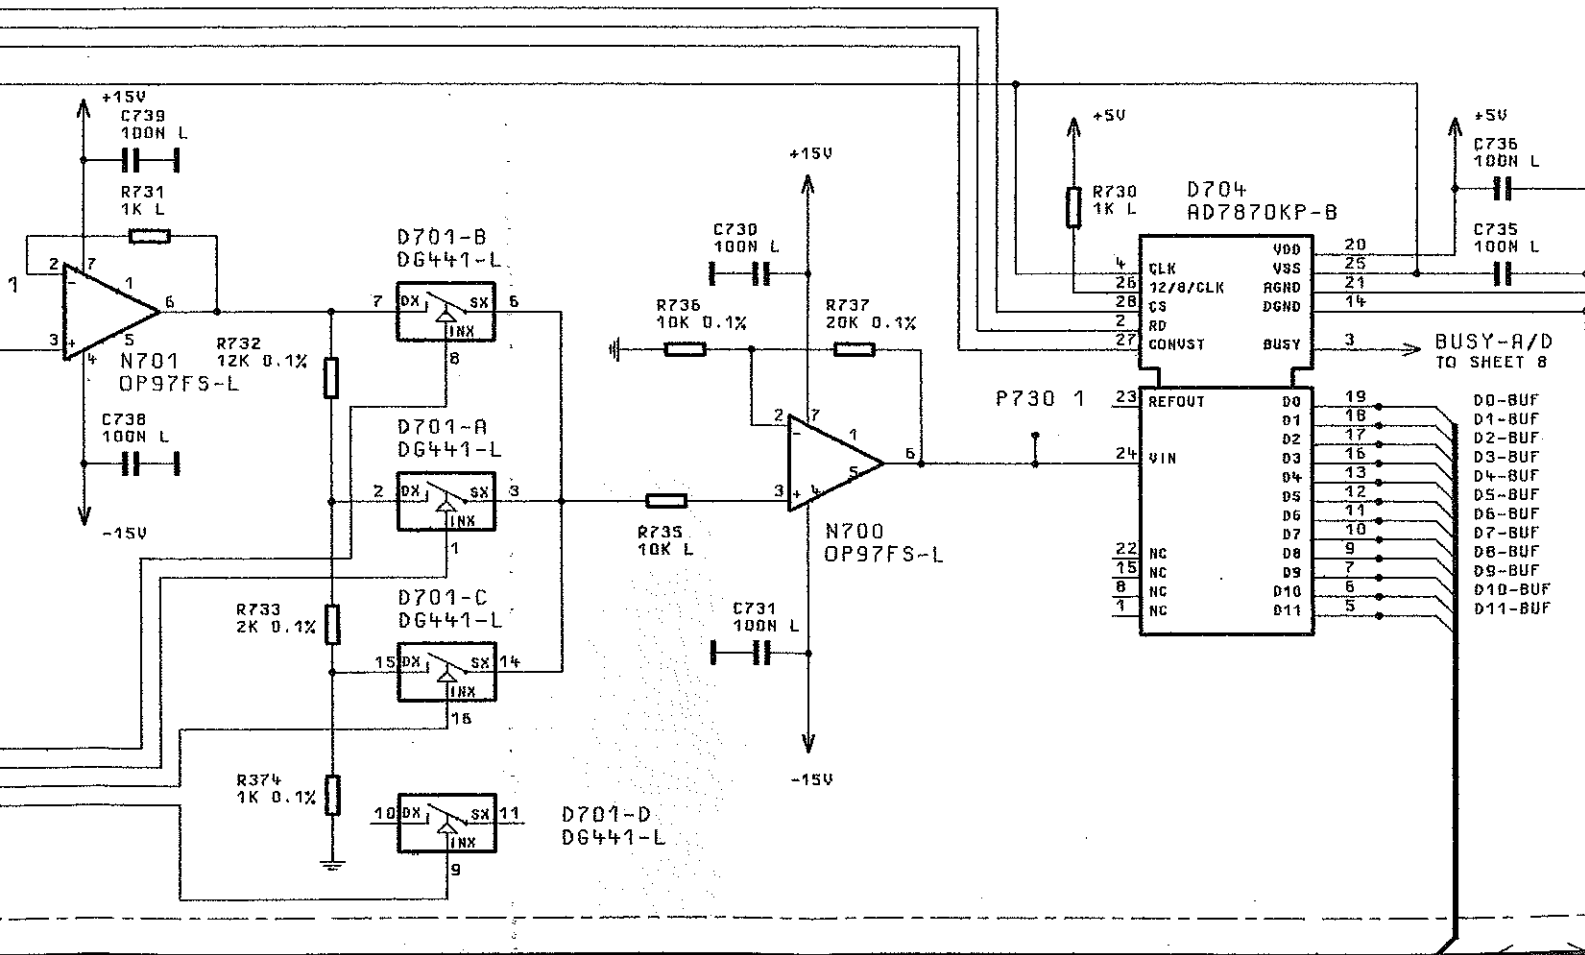 +15V
C739
100N L
R731
1K L
2
7
1
1
6
3
5
4
N701
OP97FS-L
C738
100N L
-15V
R732
12K 0.1%
D701-B
DG441-L
7
DX
SX
6
INX
8
D701-A
DG441-L
2
DX
SX
3
INX
1
R733
2K 0.1%
D701-C
DG441-L
15
DX
SX
14
INX
16
R374
1K 0.1%
10
DX
SX
11
INX
9
D701-D
DG441-L
+15V
C730
100N L
R736
10K 0.1%
R737
20K 0.1%
2
7
1
6
5
3
4
R735
10K L
N700
OP97FS-L
C731
100N L
-15V
P730 1
+5V
R730
1K L
D704
AD7870KP-B
+5V
C736
100N L
C735
100N L
4 CLK
26 12/8/CLK
28 CS
2 RD
27 CONVST
VDD 20
VSS 25
AGND 21
DGND 14
BUSY 3
BUSY-A/D
TO SHEET 8
23 REFOUT
24 VIN
22 NC
15 NC
8 NC
1 NC
D0 19 D0-BUF
D1 18 D1-BUF
D2 17 D2-BUF
D3 16 D3-BUF
D4 13 D4-BUF
D5 12 D5-BUF
D6 11 D6-BUF
D7 10 D7-BUF
D8 9 D8-BUF
D9 7 D9-BUF
D10 6 D10-BUF
D11 5 D11-BUF